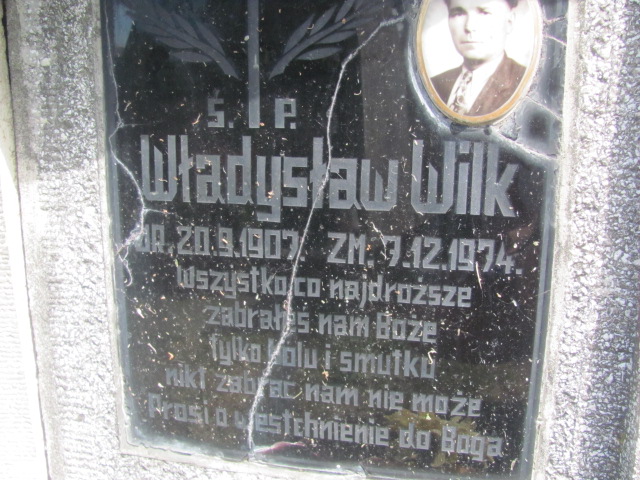 Ś. P.
Władysław Wilk
UR. 20.9.1907 ZM. 7.12.1974.
Wszystko co najdroższe
zabrałeś nam Boże
Tylko bólu i smutku
nikt zabrać nam nie może
Prosi o westchnienie do Boga